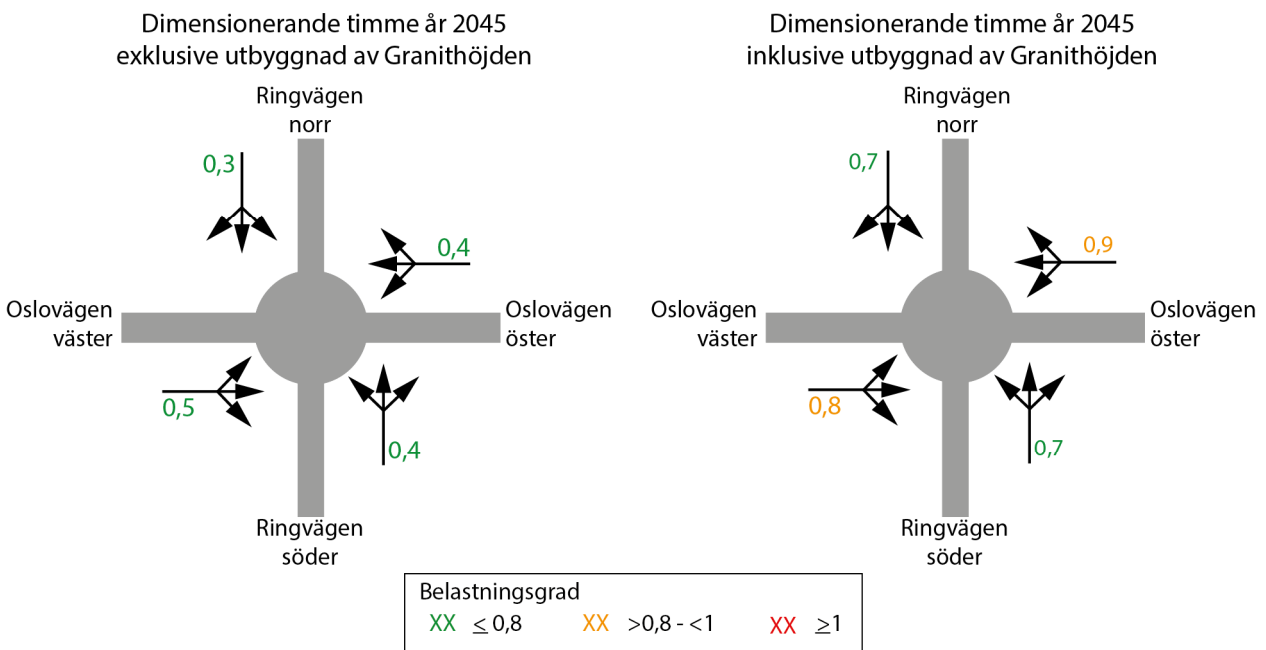 Dimensionerande timme år 2045
exklusive utbyggnad av Granithöjden
Ringvägen
norr
0,3
0,4
Oslovägen
väster
Oslovägen
öster
0,5
0,4
Ringvägen
söder
Dimensionerande timme år 2045
inklusive utbyggnad av Granithöjden
Ringvägen
norr
0,7
0,9
Oslovägen
väster
Oslovägen
öster
0,8
0,7
Ringvägen
söder
Belastningsgrad
XX ≤ 0,8 XX >0,8 - <1 XX ≥1